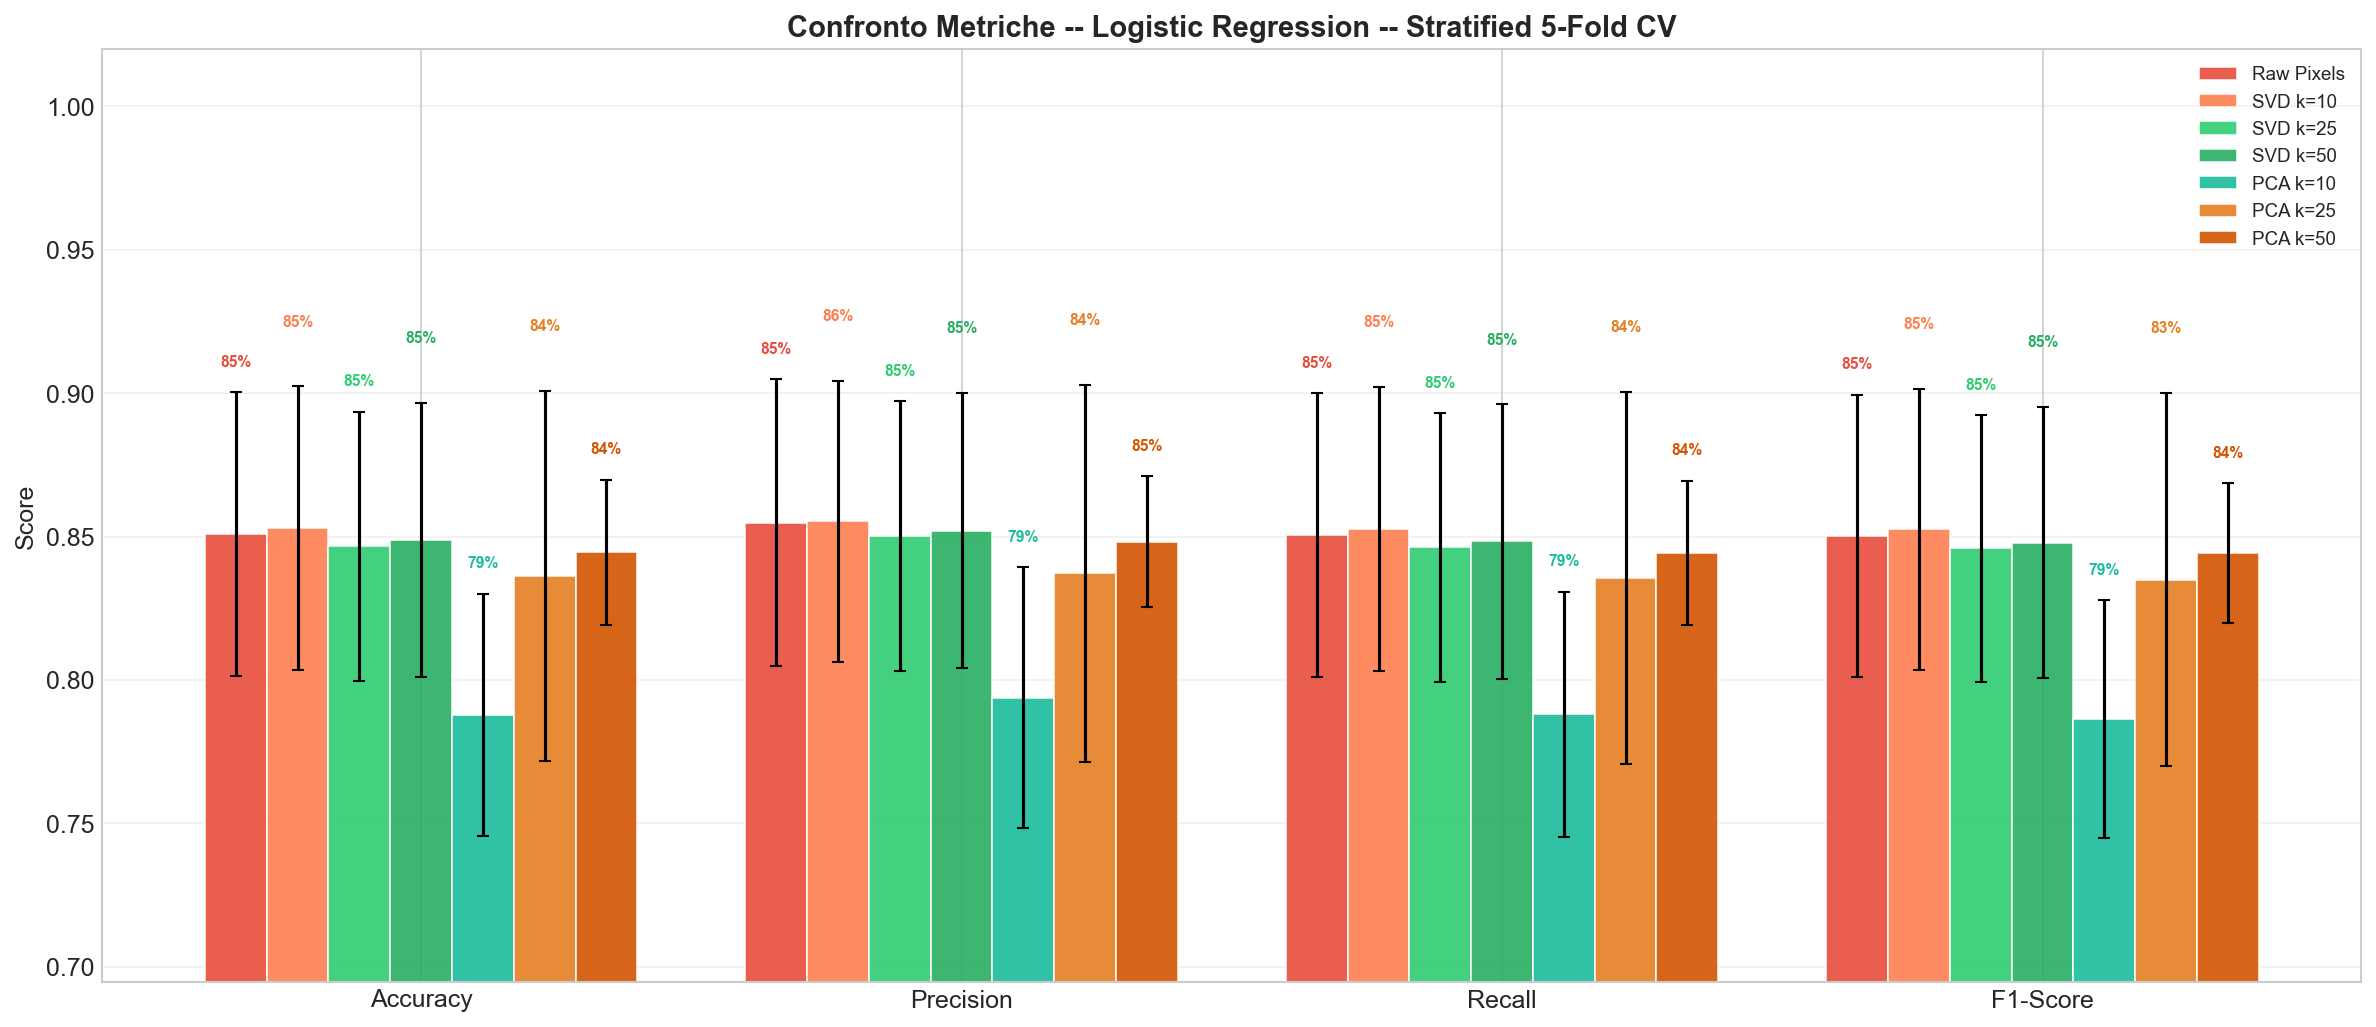 Confronto Metriche -- Logistic Regression -- Stratified 5-Fold CV
Raw Pixels
SVD k=10
SVD k=25
SVD k=50
PCA k=10
PCA k=25
PCA k=50
Score
1.00
0.95
0.90
0.85
0.80
0.75
0.70
85%
85%
85%
85%
79%
84%
84%
85%
86%
85%
85%
79%
84%
85%
85%
85%
85%
85%
79%
84%
84%
85%
85%
85%
85%
79%
83%
84%
Accuracy
Precision
Recall
F1-Score